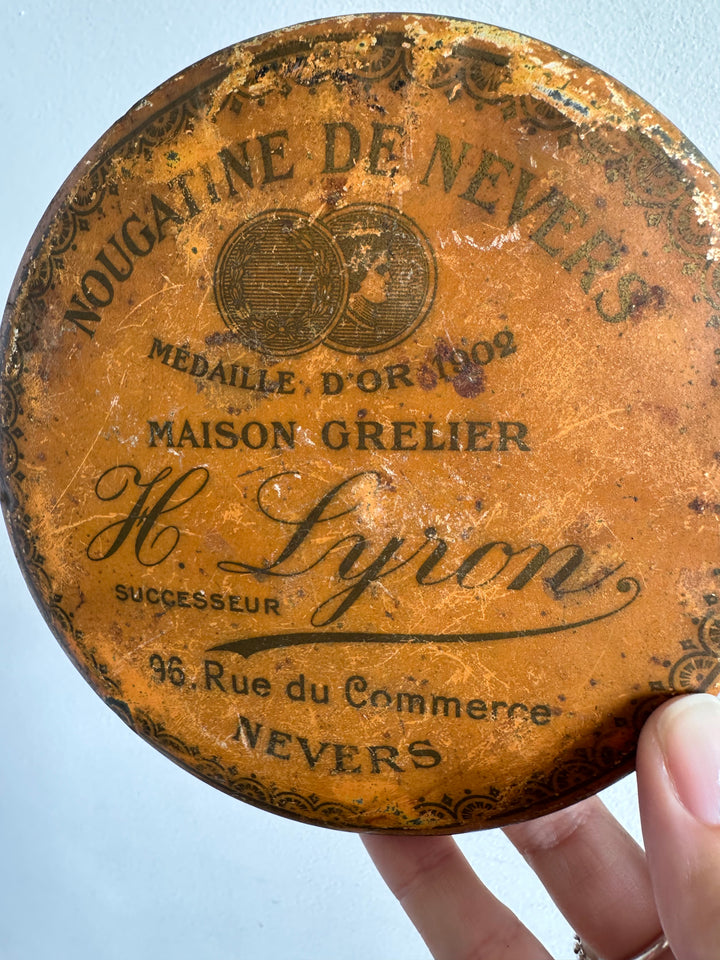 NOUGATINE DE NEVERS
MÉDAILLE D'OR 1902
MAISON GRELIER
H. Lyron
SUCCESSEUR
96, Rue du Commerce
NEVERS